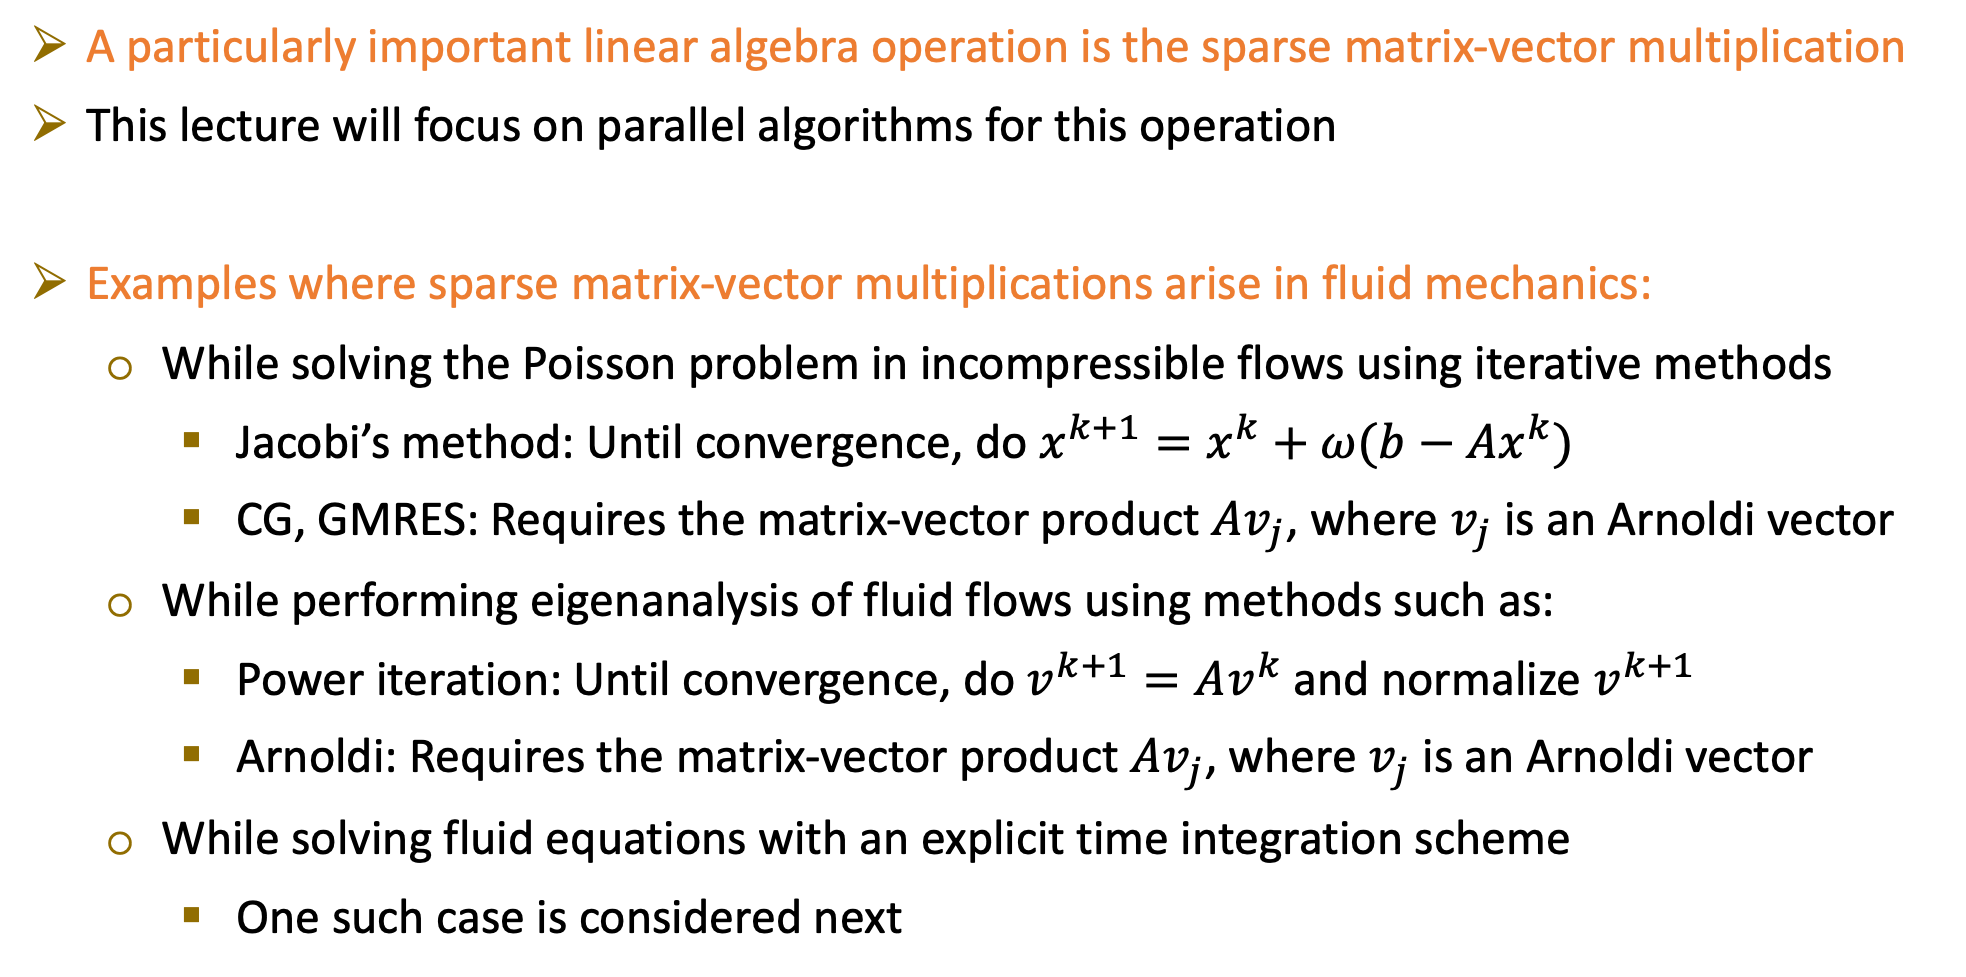 ➢ A particularly important linear algebra operation is the sparse matrix-vector multiplication
➢ This lecture will focus on parallel algorithms for this operation
➢ Examples where sparse matrix-vector multiplications arise in fluid mechanics:
o While solving the Poisson problem in incompressible flows using iterative methods
▪ Jacobi’s method: Until convergence, do $x^{k+1} = x^k + \omega(b - Ax^k)$
▪ CG, GMRES: Requires the matrix-vector product $Av_j$, where $v_j$ is an Arnoldi vector
o While performing eigenanalysis of fluid flows using methods such as:
▪ Power iteration: Until convergence, do $v^{k+1} = Av^k$ and normalize $v^{k+1}$
▪ Arnoldi: Requires the matrix-vector product $Av_j$, where $v_j$ is an Arnoldi vector
o While solving fluid equations with an explicit time integration scheme
▪ One such case is considered next